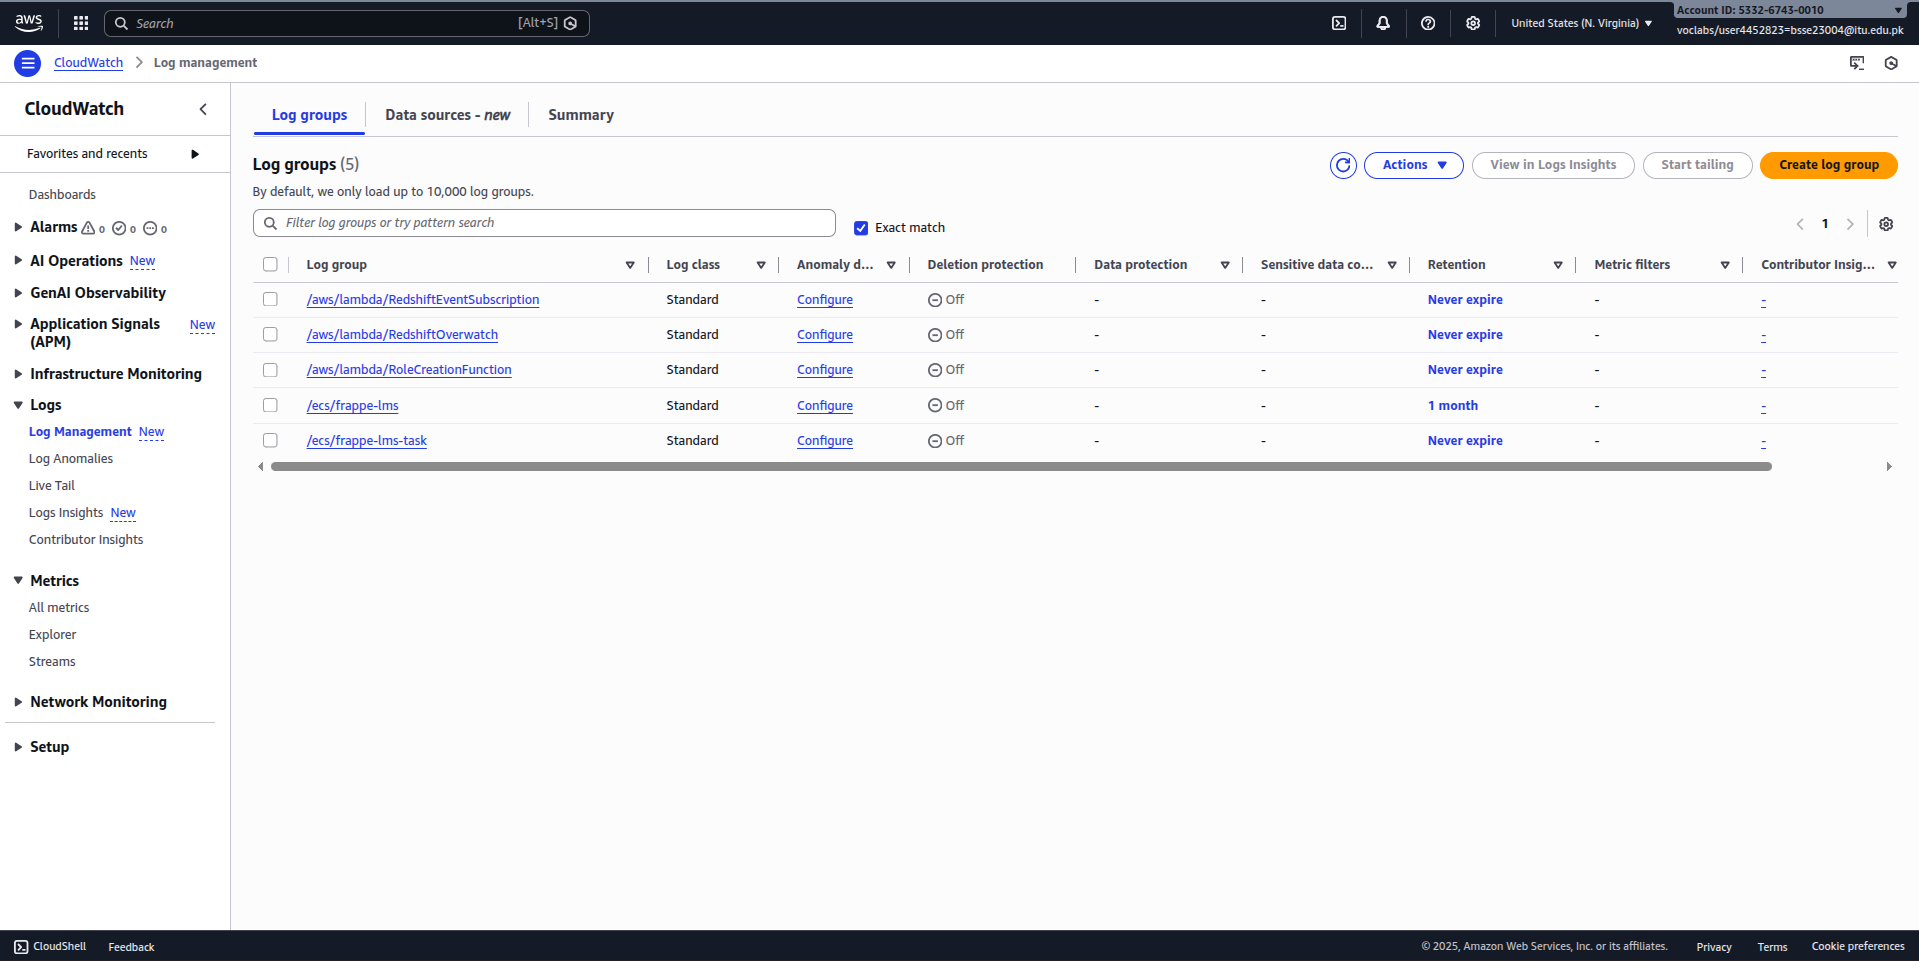 aws
Search [Alt+S]
United States (N. Virginia)
Account ID: 5332-6743-0010
voclabs/user4452823=bsse23004@itu.edu.pk
CloudWatch Log management
CloudWatch
Favorites and recents
Dashboards
Alarms 0 0 0
AI Operations New
GenAI Observability
Application Signals New
(APM)
Infrastructure Monitoring
Logs
Log Management New
Log Anomalies
Live Tail
Logs Insights New
Contributor Insights
Metrics
All metrics
Explorer
Streams
Network Monitoring
Setup
Log groups Data sources - new Summary
Log groups (5)
Actions View in Logs Insights Start tailing Create log group
By default, we only load up to 10,000 log groups.
Filter log groups or try pattern search Exact match 1
Log group Log class Anomaly d... Deletion protection Data protection Sensitive data co... Retention Metric filters Contributor Insig...
/aws/lambda/RedshiftEventSubscription Standard Configure Off - - Never expire - -
/aws/lambda/RedshiftOverwatch Standard Configure Off - - Never expire - -
/aws/lambda/RoleCreationFunction Standard Configure Off - - Never expire - -
/ecs/frappe-lms Standard Configure Off - - 1 month - -
/ecs/frappe-lms-task Standard Configure Off - - Never expire - -
CloudShell Feedback © 2025, Amazon Web Services, Inc. or its affiliates. Privacy Terms Cookie preferences